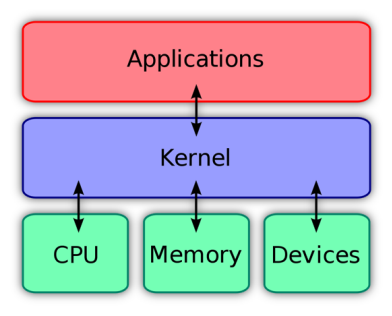 Applications
Kernel
CPU
Memory
Devices